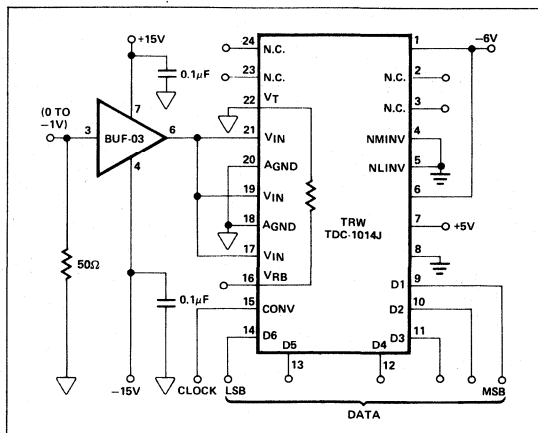 +15V
0.1μF
(0 TO
−1V)
3
7
BUF-03
6
4
50Ω
0.1μF
−15V
24 N.C.
23 N.C.
22 VT
21 VIN
20 AGND
19 VIN
18 AGND
17 VIN
16 VRB
15 CONV
14 D6
TRW
TDC-1014J
1 −6V
N.C. 2
N.C. 3
NMINV 4
NLINV 5
6
7 +5V
8
D1 9
D2 10
D3 11
D5 D4
13 12
CLOCK LSB MSB
DATA